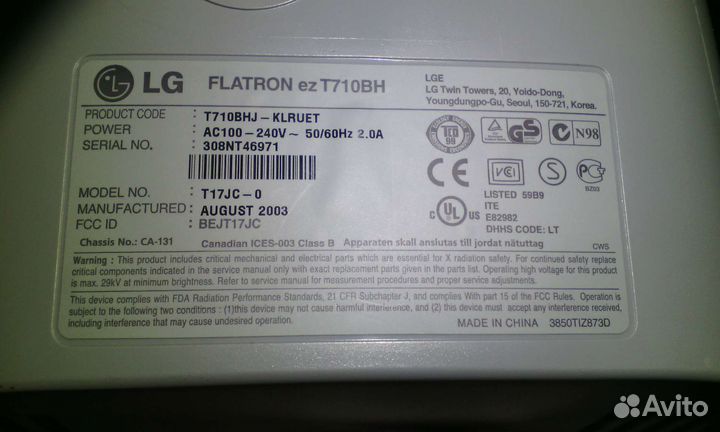 LG FLATRON ez T710BH
LGE
LG Twin Towers, 20, Yoido-Dong,
Youngdungpo-Gu, Seoul, 150-721, Korea.
PRODUCT CODE : T710BHJ-KLRUET
POWER : AC100-240V~ 50/60Hz 2.0A
SERIAL NO. : 308NT46971
TCO 99
GS
N98
CE
VCCI
S
PG
BZ03
MODEL NO. : T17JC-0
MANUFACTURED : AUGUST 2003
FCC ID : BEJT17JC
c UL US
LISTED 59B9
ITE
E82982
DHHS CODE: LT
Chassis No.: CA-131 Canadian ICES-003 Class B Apparaten skall anslutas till jordat nätuttag
CWS
Warning : This product includes critical mechanical and electrical parts which are essential for X radiation safety. For continued safety replace
critical components indicated in the service manual only with exact replacement parts given in the parts list. Operating high voltage for this product
is max. 29kV at minimum brightness. Refer to service manual for measurement procedures and proper service adjustments.
This device complies with FDA Radiation Performance Standards, 21 CFR Subchapter J, and Complies with Part 15 of the FCC Rules. Operation is subject to
the following two conditions : (1)this device may not cause harmful interference, and (2)this device must accept any interference received,
including interference that may cause undesired operation.
MADE IN CHINA 3850TIZ873D
Avito